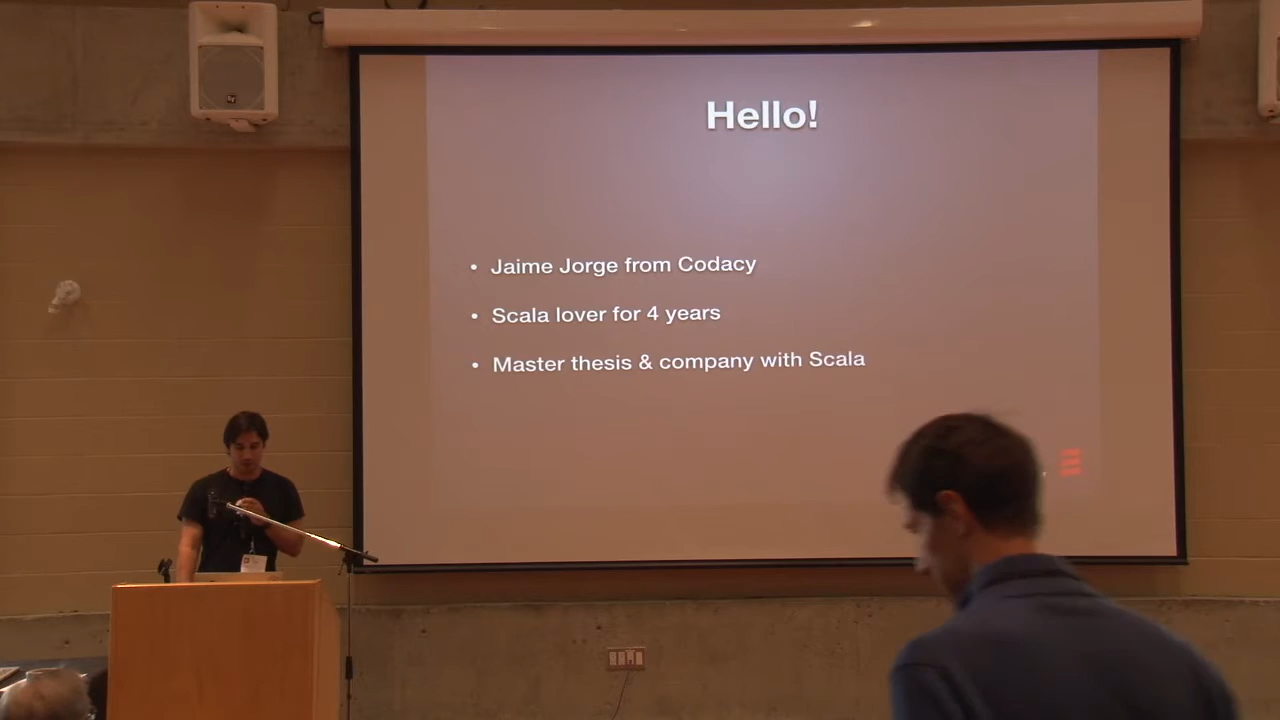 Hello!
• Jaime Jorge from Codacy
• Scala lover for 4 years
• Master thesis & company with Scala